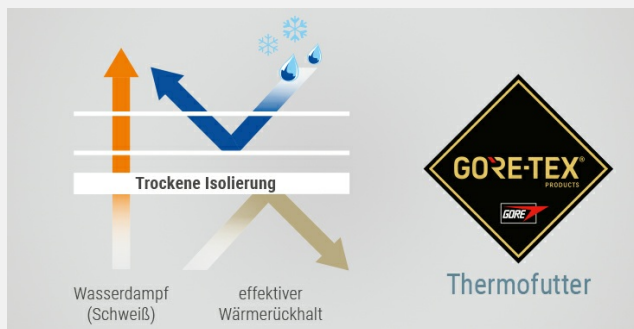 Trockene Isolierung
Wasserdampf
(Schweiß)
effektiver
Wärmerückhalt
GORE-TEX®
PRODUCTS
GORE
Thermofutter